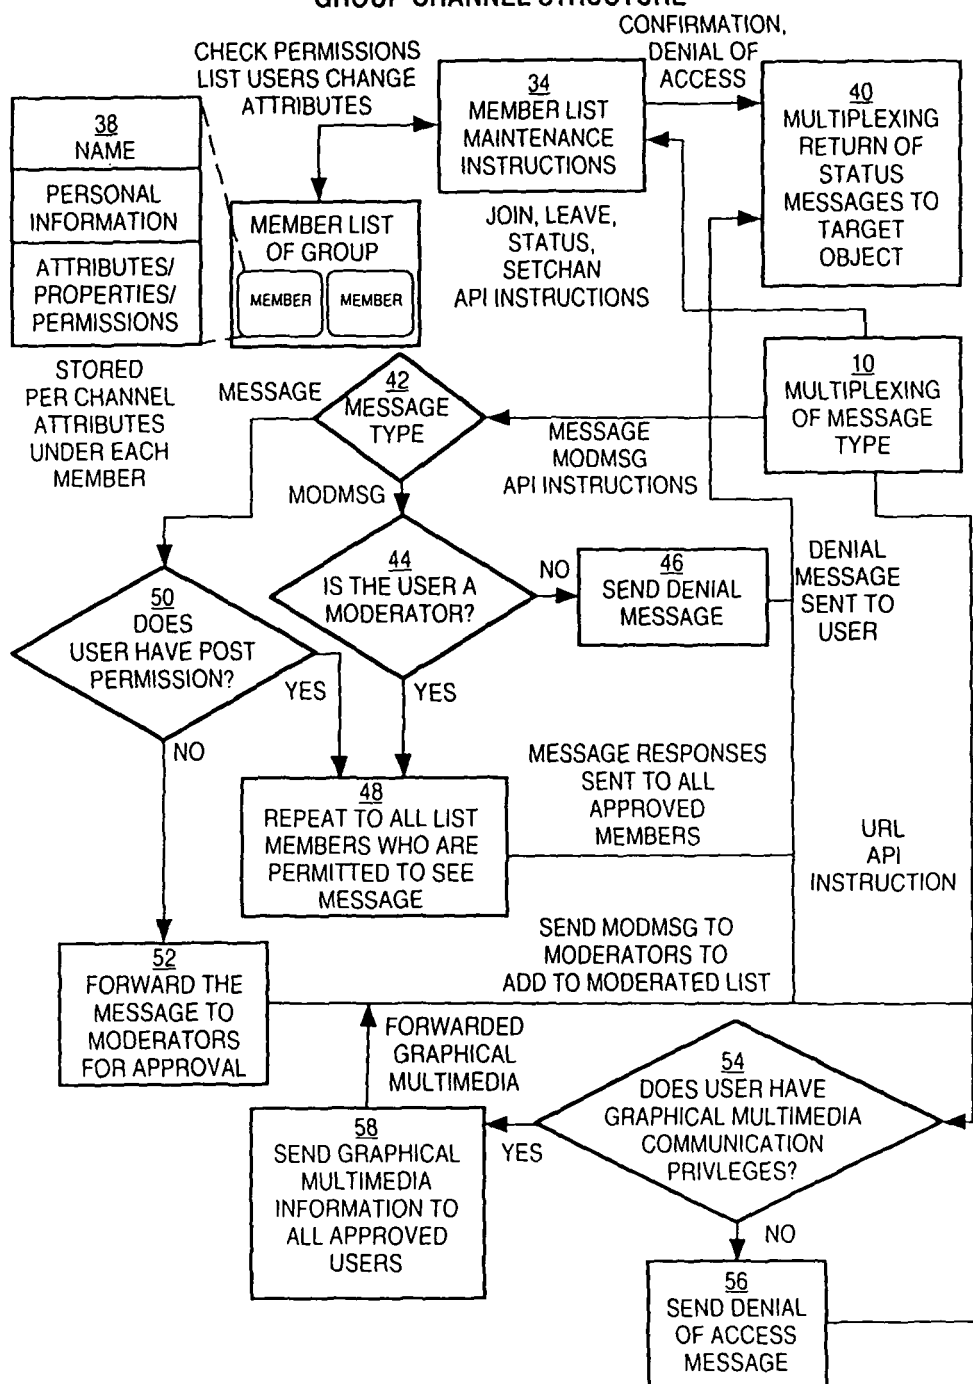 GROUP CHANNEL STRUCTURE
CONFIRMATION,
DENIAL OF
ACCESS
CHECK PERMISSIONS
LIST USERS CHANGE
ATTRIBUTES
38
NAME
PERSONAL
INFORMATION
ATTRIBUTES/
PROPERTIES/
PERMISSIONS
STORED
PER CHANNEL
ATTRIBUTES
UNDER EACH
MEMBER
MEMBER LIST
OF GROUP
MEMBER
MEMBER
34
MEMBER LIST
MAINTENANCE
INSTRUCTIONS
JOIN, LEAVE,
STATUS,
SETCHAN
API INSTRUCTIONS
40
MULTIPLEXING
RETURN OF
STATUS
MESSAGES TO
TARGET
OBJECT
10
MULTIPLEXING
OF MESSAGE
TYPE
MESSAGE
MODMSG
API INSTRUCTIONS
42
MESSAGE
TYPE
MESSAGE
MODMSG
44
IS THE USER A
MODERATOR?
NO
YES
46
SEND DENIAL
MESSAGE
DENIAL
MESSAGE
SENT TO
USER
50
DOES
USER HAVE POST
PERMISSION?
YES
NO
48
REPEAT TO ALL LIST
MEMBERS WHO ARE
PERMITTED TO SEE
MESSAGE
MESSAGE RESPONSES
SENT TO ALL
APPROVED
MEMBERS
URL
API
INSTRUCTION
52
FORWARD THE
MESSAGE TO
MODERATORS
FOR APPROVAL
SEND MODMSG TO
MODERATORS TO
ADD TO MODERATED LIST
FORWARDED
GRAPHICAL
MULTIMEDIA
54
DOES USER HAVE
GRAPHICAL MULTIMEDIA
COMMUNICATION
PRIVLEGES?
YES
NO
58
SEND GRAPHICAL
MULTIMEDIA
INFORMATION TO
ALL APPROVED
USERS
56
SEND DENIAL
OF ACCESS
MESSAGE